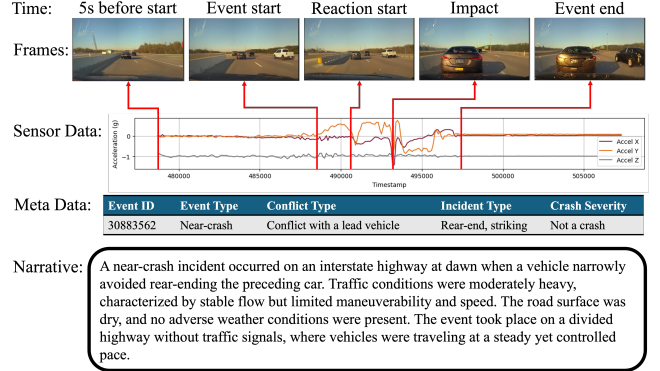 Time: 5s before start Event start Reaction start Impact Event end
Frames:
Sensor Data:
Acceleration (g)
0
−1
Accel X
Accel Y
Accel Z
480000 485000 490000 495000 500000 505000
Timestamp
Meta Data:
Event ID Event Type Conflict Type Incident Type Crash Severity
30883562 Near-crash Conflict with a lead vehicle Rear-end, striking Not a crash
Narrative:
A near-crash incident occurred on an interstate highway at dawn when a vehicle narrowly
avoided rear-ending the preceding car. Traffic conditions were moderately heavy,
characterized by stable flow but limited maneuverability and speed. The road surface was
dry, and no adverse weather conditions were present. The event took place on a divided
highway without traffic signals, where vehicles were traveling at a steady yet controlled
pace.